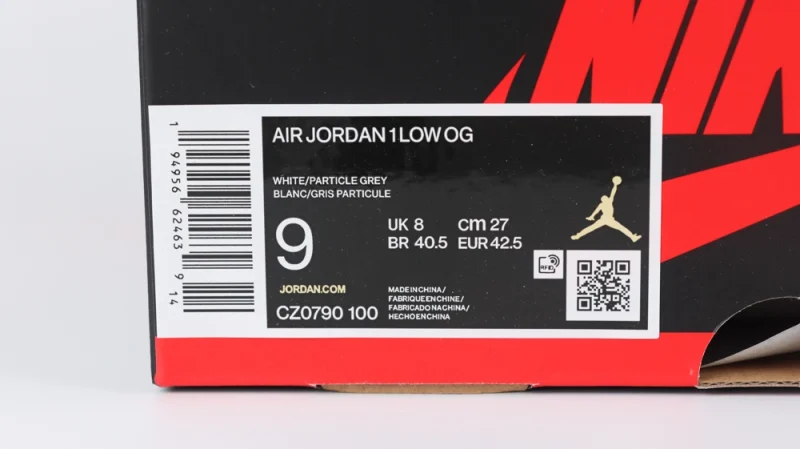 NIK
AIR JORDAN 1 LOW OG
WHITE/PARTICLE GREY
BLANC/GRIS PARTICULE
9
UK 8 cm 27
BR 40.5 EUR 42.5
RFID
JORDAN.COM
CZ0790 100
MADE IN CHINA/
FABRIQUE EN CHINE/
FABRICADO NA CHINA/
HECHO EN CHINA
1 94956 62463 9 14